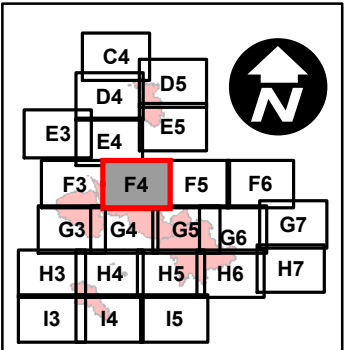 C4
D4 D5
E3 E4 E5
F3 F4 F5 F6
G3 G4 G5 G6 G7
H3 H4 H5 H6 H7
I3 I4 I5
N